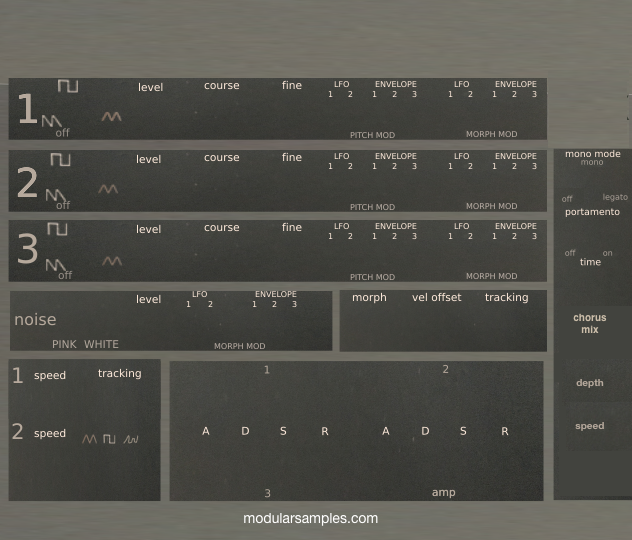 1
level course fine LFO ENVELOPE LFO ENVELOPE
1 2 1 2 3 1 2 1 2 3
off
PITCH MOD MORPH MOD
2
level course fine LFO ENVELOPE LFO ENVELOPE
1 2 1 2 3 1 2 1 2 3
off
PITCH MOD MORPH MOD
3
level course fine LFO ENVELOPE LFO ENVELOPE
1 2 1 2 3 1 2 1 2 3
off
PITCH MOD MORPH MOD
noise
level LFO ENVELOPE
1 2 1 2 3
PINK WHITE MORPH MOD
morph vel offset tracking
1 speed tracking
2 speed
1 2
A D S R A D S R
3 amp
mono mode
mono
off legato
portamento
off on
time
chorus
mix
depth
speed
modularsamples.com